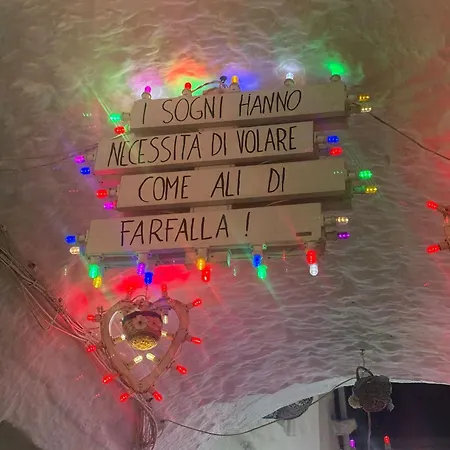 I SOGNI HANNO
NECESSITÀ DI VOLARE
COME ALI DI
FARFALLA !